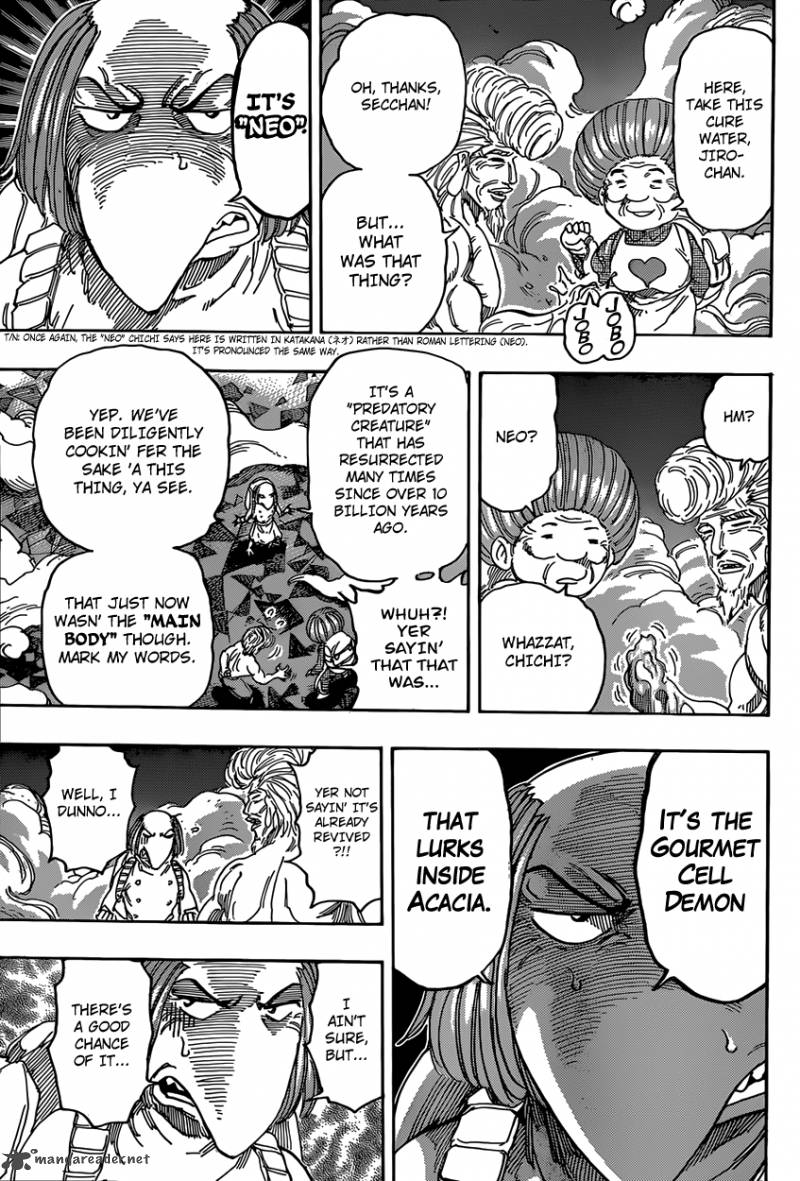 HERE,
TAKE THIS
CURE
WATER,
JIRO-
CHAN.
OH, THANKS,
SECCHAN!
BUT...
WHAT
WAS THAT
THING?
JOBO
JOBO
IT'S
"NEO".
T/N: ONCE AGAIN, THE "NEO" CHICHI SAYS HERE IS WRITTEN IN KATAKANA (ネオ) RATHER THAN ROMAN LETTERING (NEO).
IT'S PRONOUNCED THE SAME WAY.
HM?
NEO?
WHAZZAT,
CHICHI?
IT'S A
"PREDATORY
CREATURE"
THAT HAS
RESURRECTED
MANY TIMES
SINCE OVER 10
BILLION YEARS
AGO.
WHUH?!
YER
SAYIN'
THAT THAT
WAS...
YEP. WE'VE
BEEN DILIGENTLY
COOKIN' FER THE
SAKE 'A THIS
THING, YA SEE.
THAT JUST NOW
WASN' THE "MAIN
BODY" THOUGH.
MARK MY WORDS.
IT'S THE
GOURMET
CELL
DEMON
THAT
LURKS
INSIDE
ACACIA.
YER NOT
SAYIN' IT'S
ALREADY
REVIVED
?!!
WELL, I
DUNNO...
I
AIN'T
SURE,
BUT...
THERE'S
A GOOD
CHANCE
OF IT...
mangareader.net